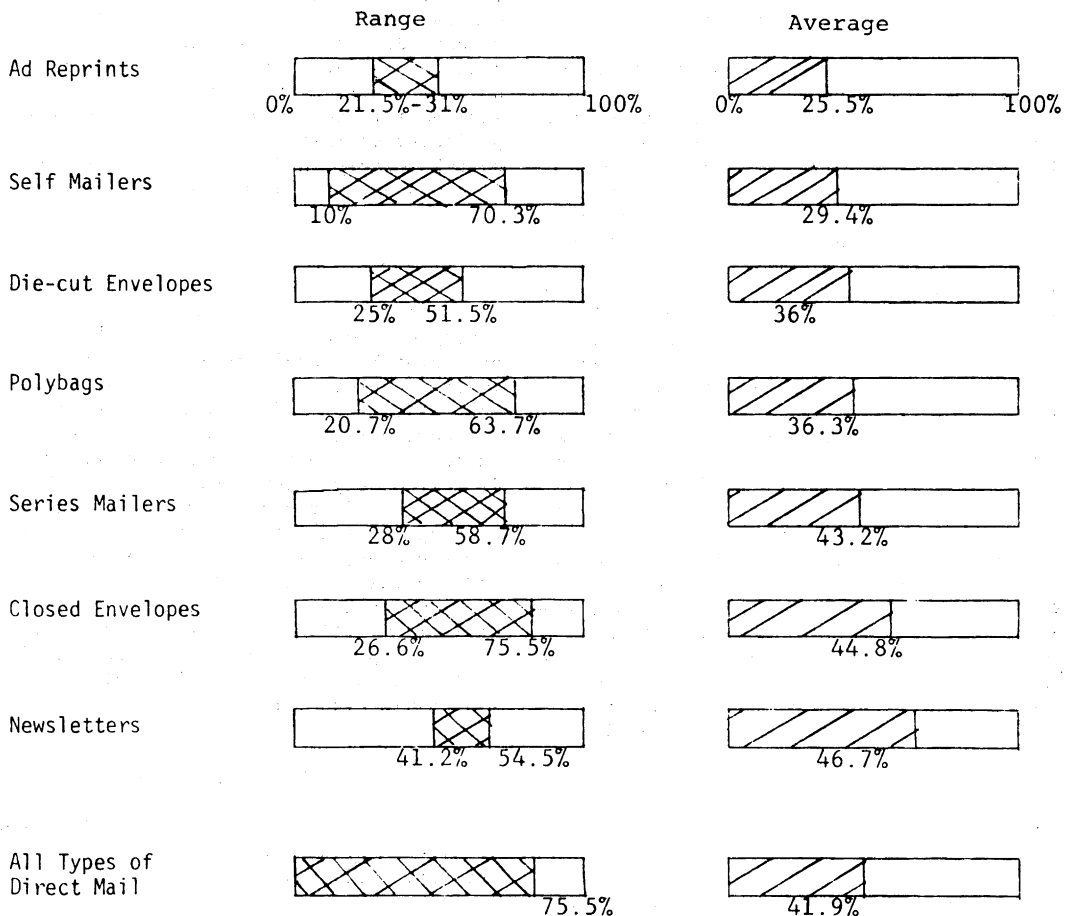 Range Average
Ad Reprints
0% 21.5%-31% 100% 0% 25.5% 100%
Self Mailers
10% 70.3% 29.4%
Die-cut Envelopes
25% 51.5% 36%
Polybags
20.7% 63.7% 36.3%
Series Mailers
28% 58.7% 43.2%
Closed Envelopes
26.6% 75.5% 44.8%
Newsletters
41.2% 54.5% 46.7%
All Types of
Direct Mail
75.5% 41.9%